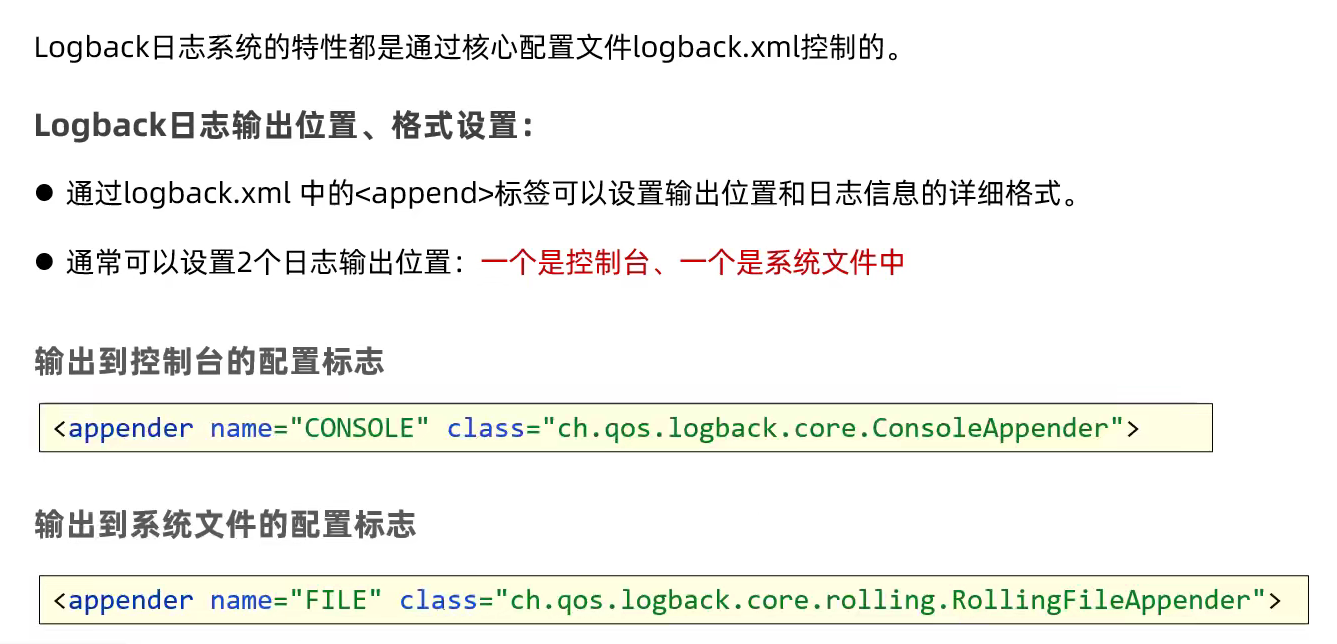 Logback日志系统的特性都是通过核心配置文件logback.xml控制的。
Logback日志输出位置、格式设置：
● 通过logback.xml 中的<append>标签可以设置输出位置和日志信息的详细格式。
● 通常可以设置2个日志输出位置：一个是控制台、一个是系统文件中
输出到控制台的配置标志
<appender name="CONSOLE" class="ch.qos.logback.core.ConsoleAppender">
输出到系统文件的配置标志
<appender name="FILE" class="ch.qos.logback.core.rolling.RollingFileAppender">